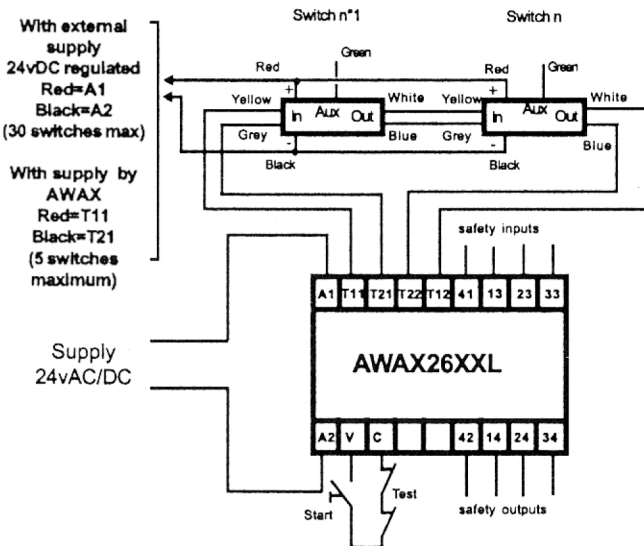 With external
supply
24vDC regulated
Red=A1
Black=A2
(30 switches max)
With supply by
AWAX
Red=T11
Black=T21
(5 switches
maximum)
Switch n°1
Switch n
Green
Green
Red
Red
+
+
Yellow
White
Yellow
White
In
Aux
Out
In
Aux
Out
Grey
-
Blue
Grey
-
Blue
Black
Black
safety inputs
A1 T11 T21 T22 T12 41 13 23 33
Supply
24vAC/DC
AWAX26XXL
A2 V C 42 14 24 34
Start
Test
safety outputs